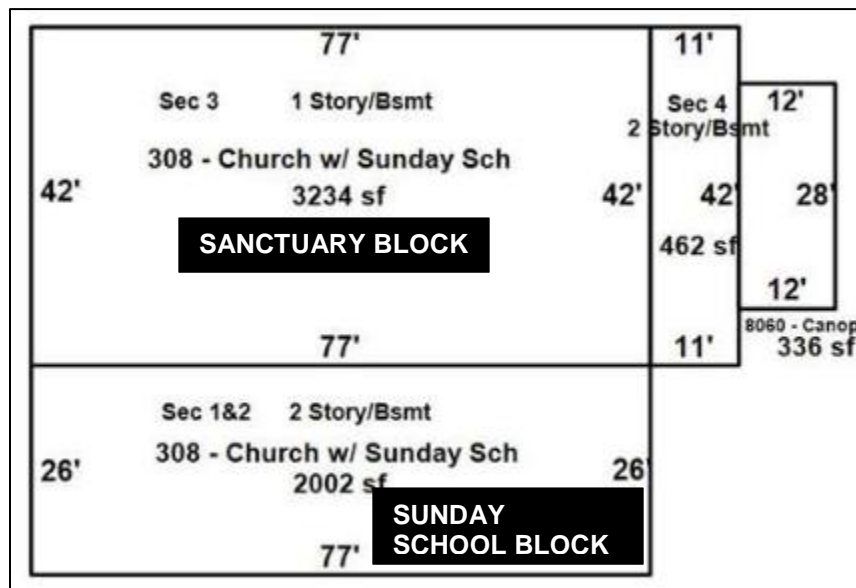 77'
11'
Sec 3 1 Story/Bsmt
Sec 4
12'
2 Story/Bsmt
308 - Church w/ Sunday Sch
42'
3234 sf
42'
42'
28'
SANCTUARY BLOCK
462 sf
12'
8060 - Canop
336 sf
77'
11'
Sec 1&2 2 Story/Bsmt
308 - Church w/ Sunday Sch
26'
2002 sf
26'
SUNDAY
SCHOOL BLOCK
77'